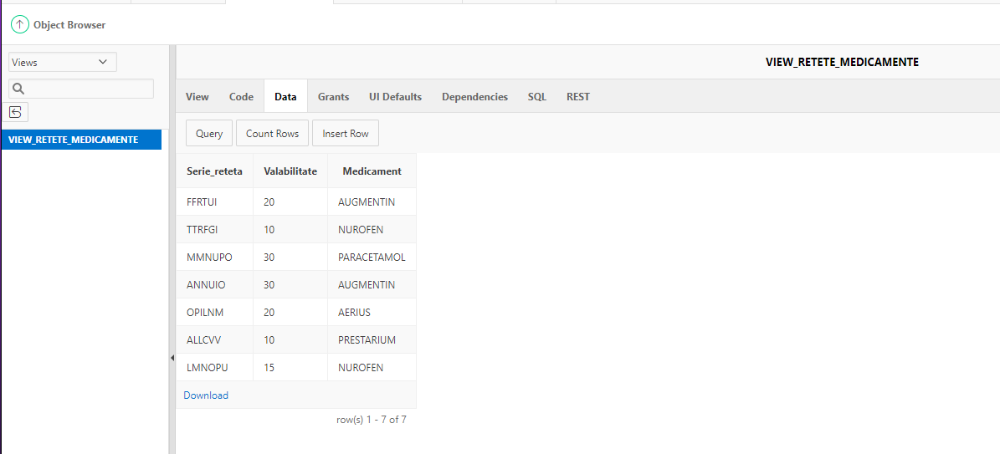 Object Browser
Views
VIEW_RETETE_MEDICAMENTE
VIEW_RETETE_MEDICAMENTE
View Code Data Grants UI Defaults Dependencies SQL REST
Query Count Rows Insert Row
Serie_reteta Valabilitate Medicament
FFRTUI 20 AUGMENTIN
TTRFGI 10 NUROFEN
MMNUPO 30 PARACETAMOL
ANNUIO 30 AUGMENTIN
OPILNM 20 AERIUS
ALLCVV 10 PRESTARIUM
LMNOPU 15 NUROFEN
Download
row(s) 1 - 7 of 7